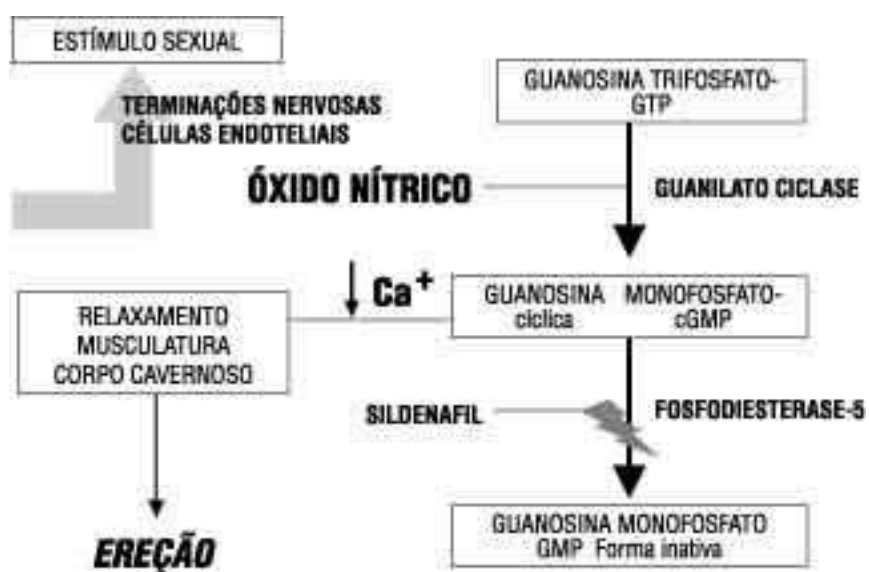 ESTÍMULO SEXUAL
TERMINAÇÕES NERVOSAS
CÉLULAS ENDOTELIAIS
GUANOSINA TRIFOSFATO-
GTP
ÓXIDO NÍTRICO
GUANILATO CICLASE
Ca+
GUANOSINA MONOFOSFATO-
cíclica cGMP
RELAXAMENTO
MUSCULATURA
CORPO CAVERNOSO
SILDENAFIL
FOSFODIESTERASE-5
EREÇÃO
GUANOSINA MONOFOSFATO
GMP Forma inativa